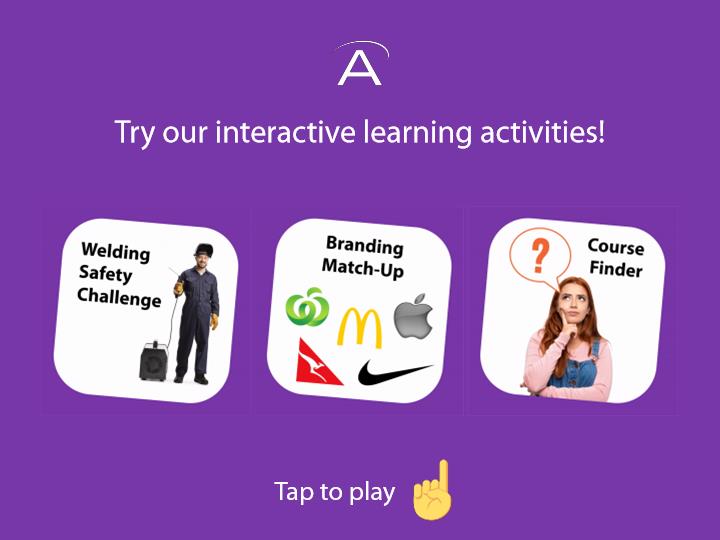 A
Try our interactive learning activities!
Welding
Safety
Challenge
Branding
Match-Up
?
Course
Finder
Tap to play